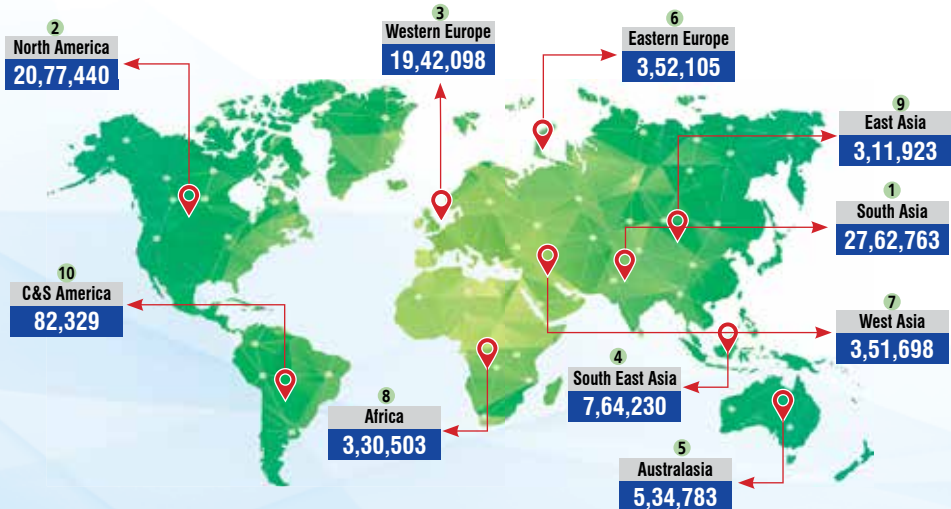 2
North America
20,77,440
3
Western Europe
19,42,098
6
Eastern Europe
3,52,105
9
East Asia
3,11,923
1
South Asia
27,62,763
10
C&S America
82,329
7
West Asia
3,51,698
4
South East Asia
7,64,230
8
Africa
3,30,503
5
Australasia
5,34,783